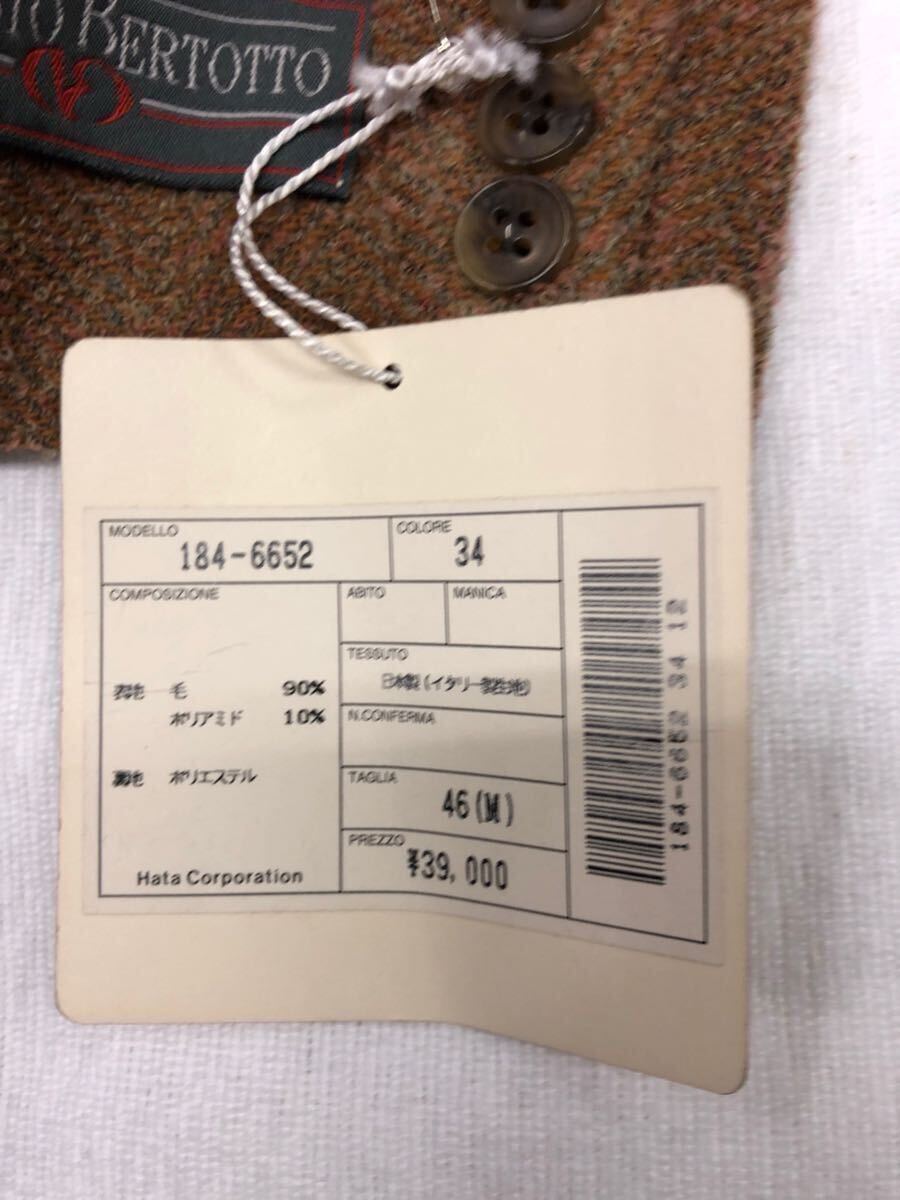 BERTOTTO
MODELLO
184-6652
COLORE
34
COMPOSIZIONE
ABITO
MANICA
TESSUTO
日本製(イタリー製生地)
表地 毛 90%
ポリアミド 10%
N.CONFERMA
裏地 ポリエステル
TAGLIA
46(M)
PREZZO
¥39,000
Hata Corporation
184-6652 34 12